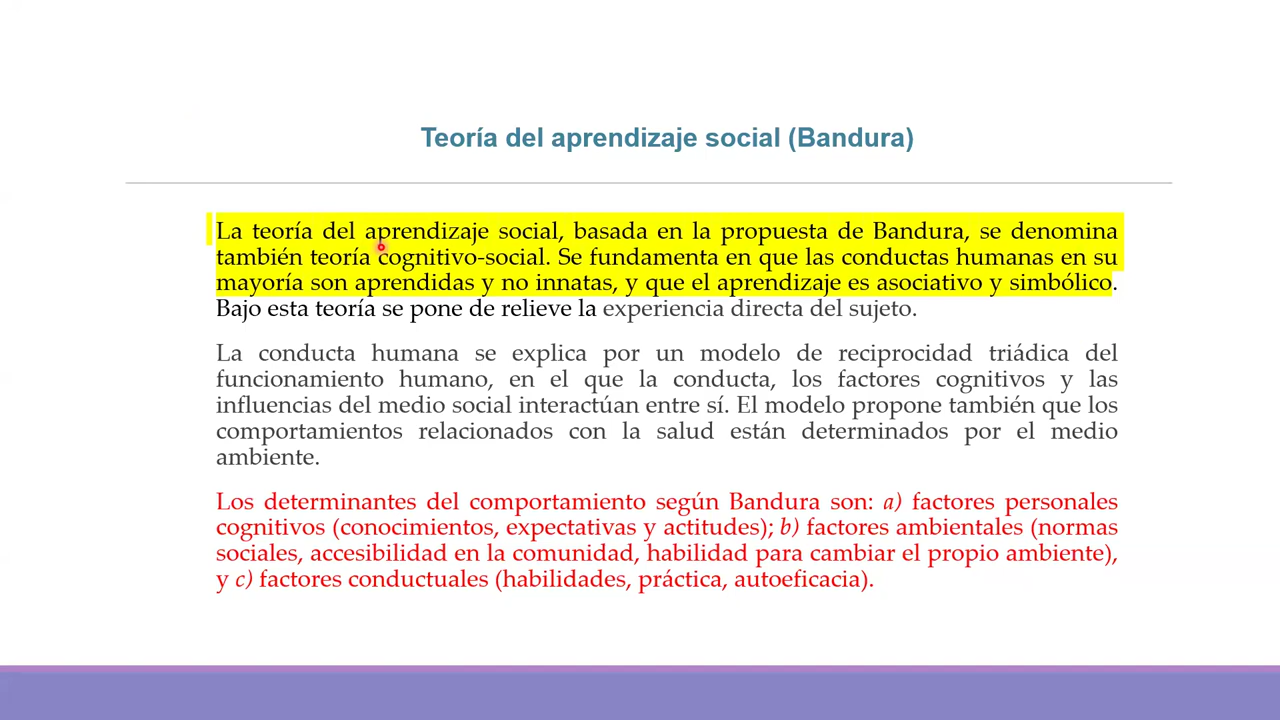 Teoría del aprendizaje social (Bandura)
La teoría del aprendizaje social, basada en la propuesta de Bandura, se denomina
también teoría cognitivo-social. Se fundamenta en que las conductas humanas en su
mayoría son aprendidas y no innatas, y que el aprendizaje es asociativo y simbólico.
Bajo esta teoría se pone de relieve la experiencia directa del sujeto.
La conducta humana se explica por un modelo de reciprocidad triádica del
funcionamiento humano, en el que la conducta, los factores cognitivos y las
influencias del medio social interactúan entre sí. El modelo propone también que los
comportamientos relacionados con la salud están determinados por el medio
ambiente.
Los determinantes del comportamiento según Bandura son: a) factores personales
cognitivos (conocimientos, expectativas y actitudes); b) factores ambientales (normas
sociales, accesibilidad en la comunidad, habilidad para cambiar el propio ambiente),
y c) factores conductuales (habilidades, práctica, autoeficacia).